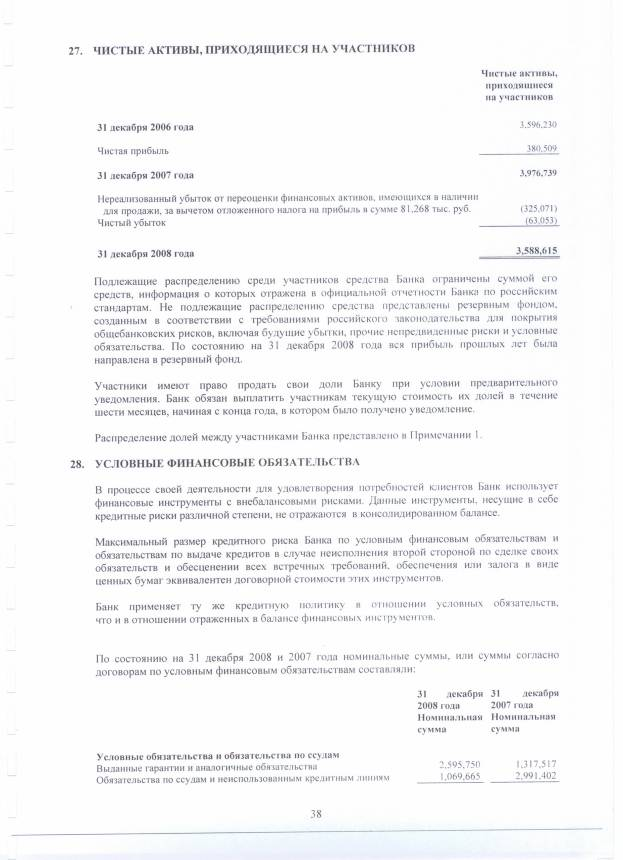 27. ЧИСТЫЕ АКТИВЫ, ПРИХОДЯЩИЕСЯ НА УЧАСТНИКОВ
Чистые активы,
приходящиеся
на участников
31 декабря 2006 года 3,596,230
Чистая прибыль 380,509
31 декабря 2007 года 3,976,739
Нереализованный убыток от переоценки финансовых активов, имеющихся в наличии
для продажи, за вычетом отложенного налога на прибыль в сумме 81,268 тыс. руб. (325,071)
Чистый убыток (63,053)
31 декабря 2008 года 3,588,615
Подлежащие распределению среди участников средства Банка ограничены суммой его
средств, информация о которых отражена в официальной отчетности Банка по российским
стандартам. Не подлежащие распределению средства представлены резервным фондом,
созданным в соответствии с требованиями российского законодательства для покрытия
общебанковских рисков, включая будущие убытки, прочие непредвиденные риски и условные
обязательства. По состоянию на 31 декабря 2008 года вся прибыль прошлых лет была
направлена в резервный фонд.
Участники имеют право продать свои доли Банку при условии предварительного
уведомления. Банк обязан выплатить участникам текущую стоимость их долей в течение
шести месяцев, начиная с конца года, в котором было получено уведомление.
Распределение долей между участниками Банка представлено в Примечании 1.
28. УСЛОВНЫЕ ФИНАНСОВЫЕ ОБЯЗАТЕЛЬСТВА
В процессе своей деятельности для удовлетворения потребностей клиентов Банк использует
финансовые инструменты с внебалансовыми рисками. Данные инструменты, несущие в себе
кредитные риски различной степени, не отражаются в консолидированном балансе.
Максимальный размер кредитного риска Банка по условным финансовым обязательствам и
обязательствам по выдаче кредитов в случае неисполнения второй стороной по сделке своих
обязательств и обесценении всех встречных требований, обеспечения или залога в виде
ценных бумаг эквивалентен договорной стоимости этих инструментов.
Банк применяет ту же кредитную политику в отношении условных обязательств,
что и в отношении отраженных в балансе финансовых инструментов.
По состоянию на 31 декабря 2008 и 2007 года номинальные суммы, или суммы согласно
договорам по условным финансовым обязательствам составляли:
31 декабря 31 декабря
2008 года 2007 года
Номинальная Номинальная
сумма сумма
Условные обязательства и обязательства по ссудам
Выданные гарантии и аналогичные обязательства 2,595,750 1,317,517
Обязательства по ссудам и неиспользованным кредитным линиям 1,069,665 2,991,402
38